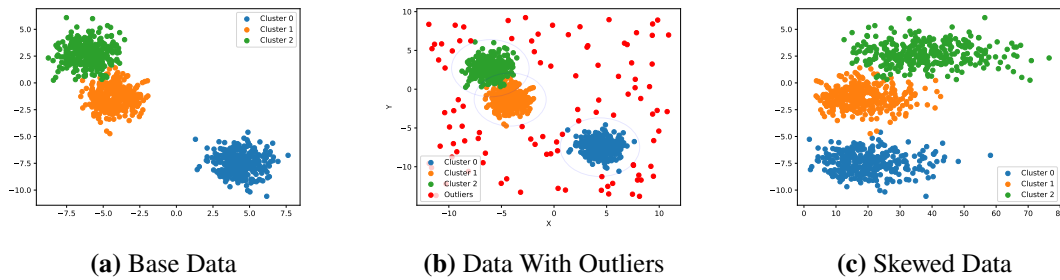 5.0
2.5
0.0
−2.5
−5.0
−7.5
−10.0
−7.5 −5.0 −2.5 0.0 2.5 5.0 7.5
Cluster 0
Cluster 1
Cluster 2
(a) Base Data
10
5
0
−5
−10
Y
−10 −5 0 5 10
X
Cluster 0
Cluster 1
Cluster 2
Outliers
(b) Data With Outliers
5.0
2.5
0.0
−2.5
−5.0
−7.5
−10.0
0 10 20 30 40 50 60 70 80
Cluster 0
Cluster 1
Cluster 2
(c) Skewed Data